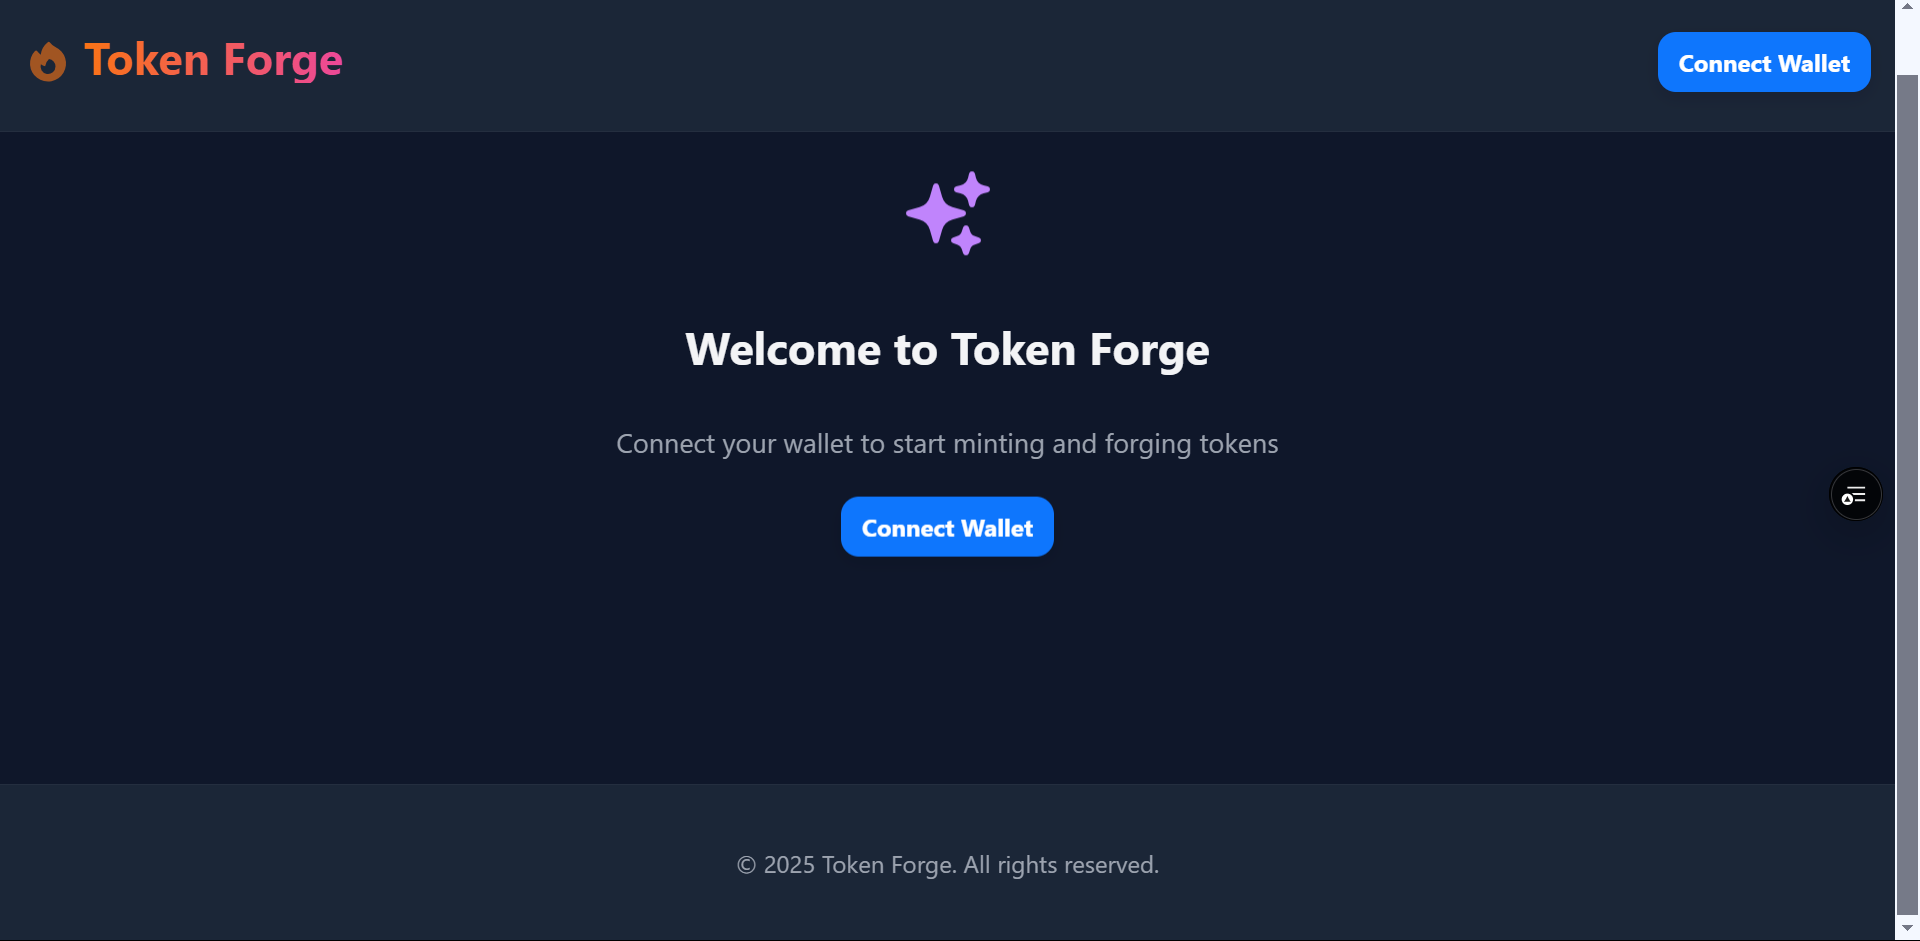 Token Forge
Connect Wallet
Welcome to Token Forge
Connect your wallet to start minting and forging tokens
Connect Wallet
© 2025 Token Forge. All rights reserved.